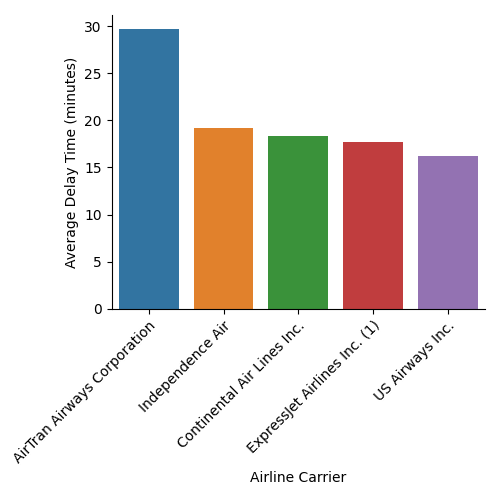 30
25
20
15
10
5
0
Average Delay Time (minutes)
AirTran Airways Corporation
Independence Air
Continental Air Lines Inc.
ExpressJet Airlines Inc. (1)
US Airways Inc.
Airline Carrier